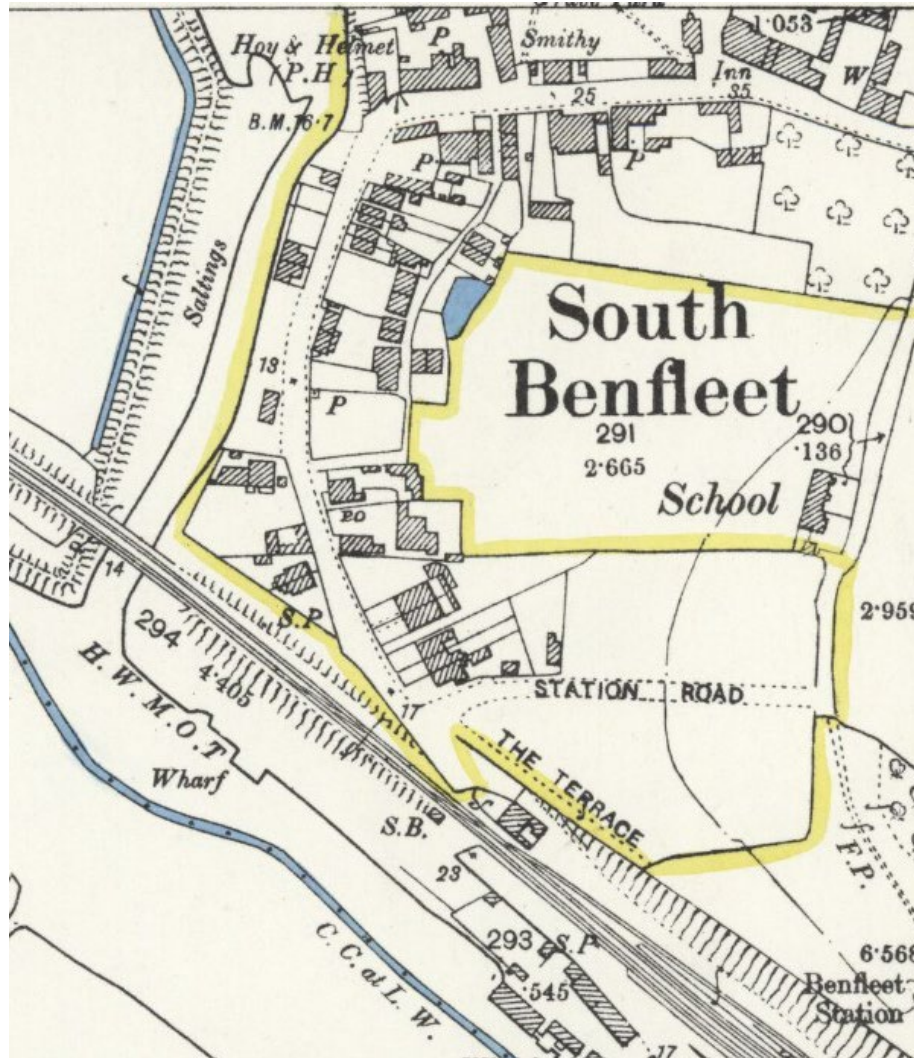 1·053
Hoy & Helmet
(P.H)
P
Smithy
Inn
W
25
35
B.M.16·7
P
P
Saltings
South
Benfleet
13
291
2·665
290
·136
P
School
14
S.P
2·959
294
4·405
H.W.M.O.T
17
STATION ROAD
THE TERRACE
Wharf
S.B.
F.P.
23
293
S.P
·545
6·568
Benfleet
Station
C.C. at L.W.
17